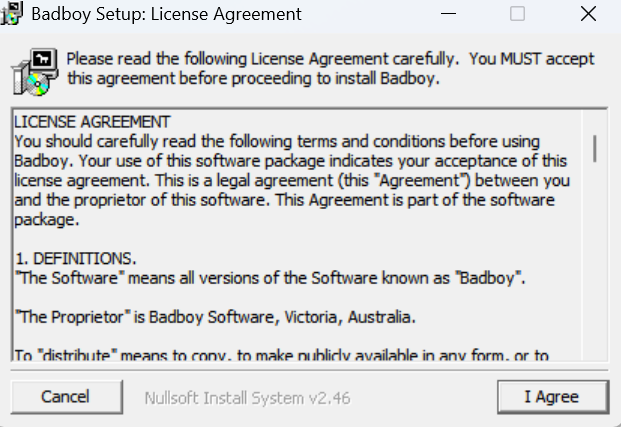 Badboy Setup: License Agreement
Please read the following License Agreement carefully. You MUST accept
this agreement before proceeding to install Badboy.
LICENSE AGREEMENT
You should carefully read the following terms and conditions before using
Badboy. Your use of this software package indicates your acceptance of this
license agreement. This is a legal agreement (this "Agreement") between you
and the proprietor of this software. This Agreement is part of the software
package.
1. DEFINITIONS.
"The Software" means all versions of the Software known as "Badboy".
"The Proprietor" is Badboy Software, Victoria, Australia.
To "distribute" means to copy, to make publicly available in any form, or to
Cancel
Nullsoft Install System v2.46
I Agree